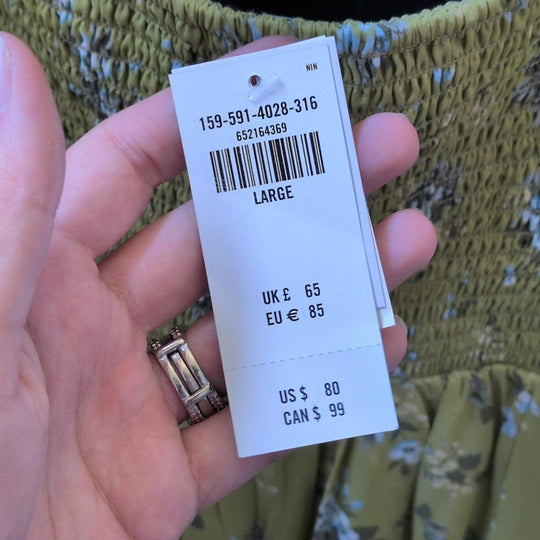 NIN
159-591-4028-316
652164369
LARGE
UK £ 65
EU € 85
US $ 80
CAN $ 99